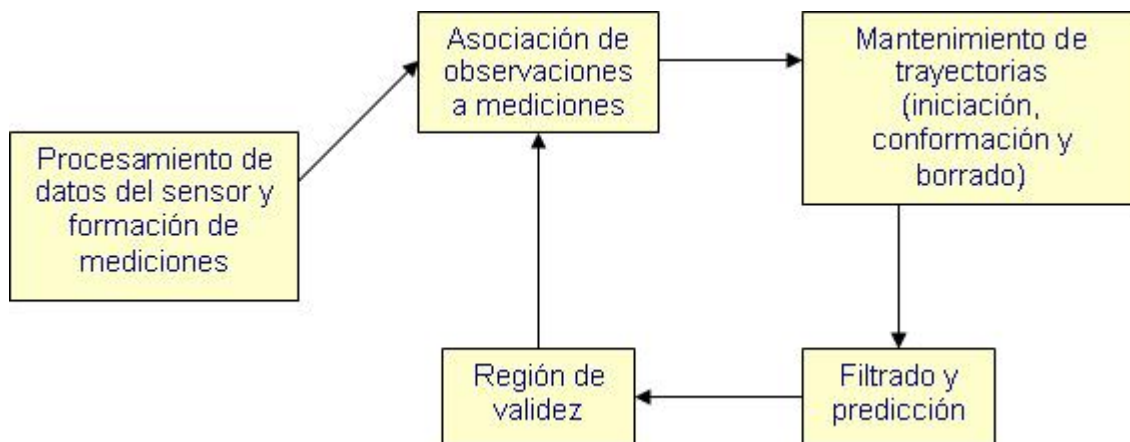 Procesamiento de
datos del sensor y
formación de
mediciones
Asociación de
observaciones
a mediciones
Mantenimiento de
trayectorias
(iniciación,
conformación y
borrado)
Filtrado y
predicción
Región de
validez